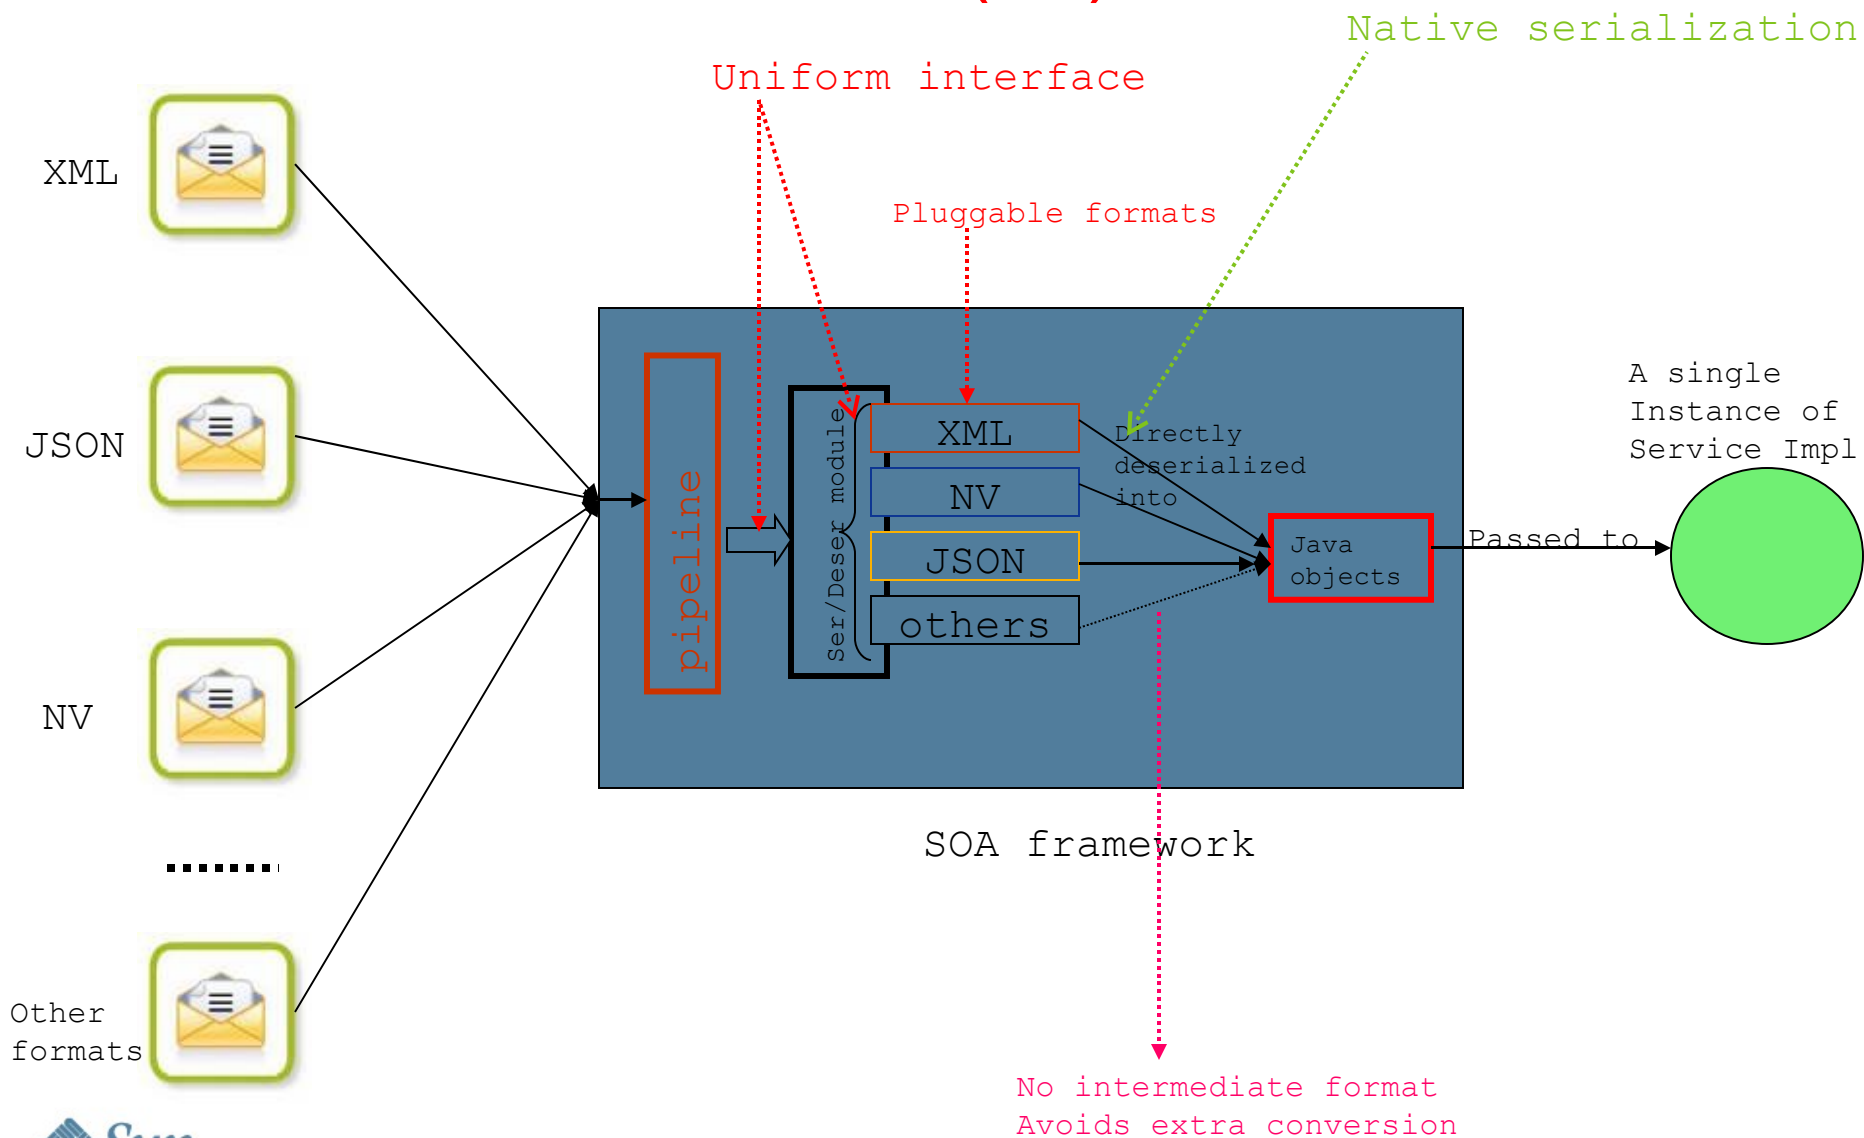 Native serialization
Uniform interface
XML
Pluggable formats
JSON
NV
Other
formats
pipeline
Ser/Deser module
XML
NV
JSON
others
Directly
deserialized
into
Java
objects
Passed to
A single
Instance of
Service Impl
SOA framework
No intermediate format
Avoids extra conversion